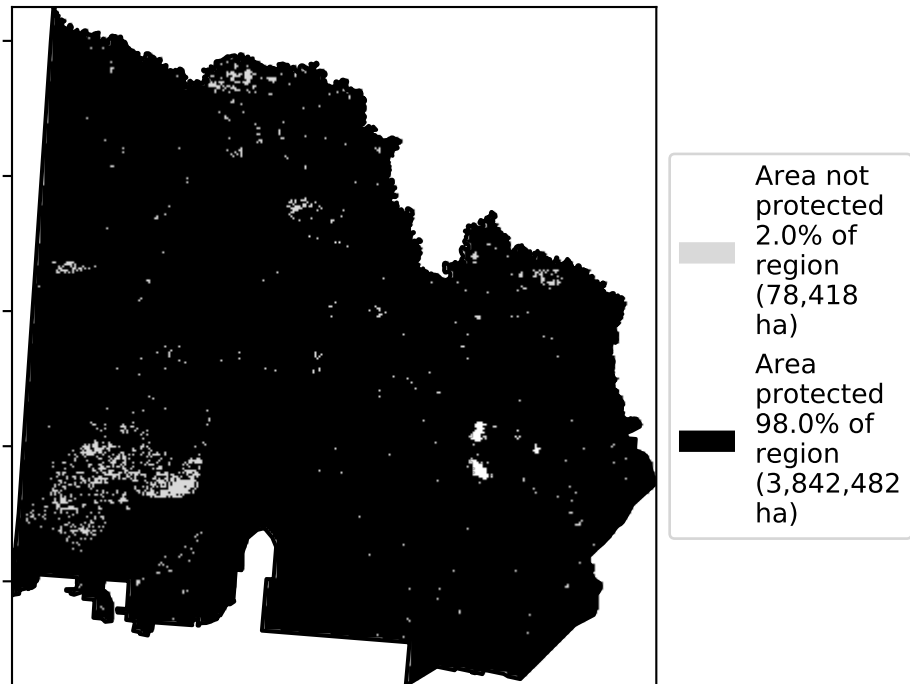 Area not
protected
2.0% of
region
(78,418
ha)
Area
protected
98.0% of
region
(3,842,482
ha)